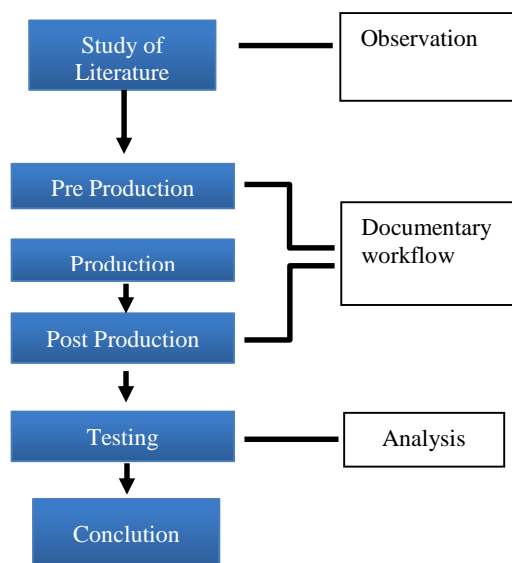 Study of
Literature
Observation
Pre Production
Documentary
workflow
Production
Post Production
Testing
Analysis
Conclution